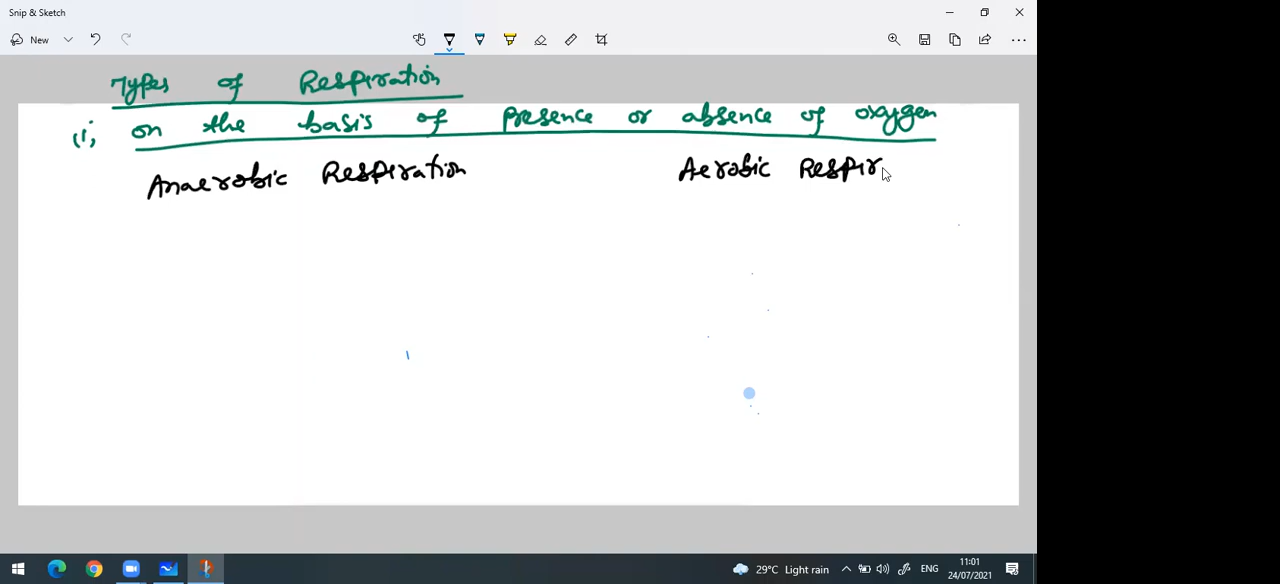 Snip & Sketch
New
Types of Respiration
(i) on the basis of presence or absence of oxygen
Anaerobic Respiration Aerobic Respir
29°C Light rain ENG 11:01
24/07/2021